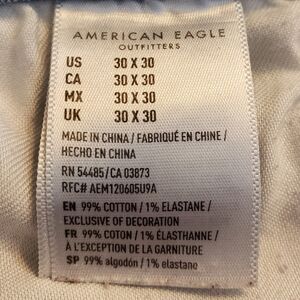 AMERICAN EAGLE
OUTFITTERS
US 30 X 30
CA 30 X 30
MX 30 X 30
UK 30 X 30
MADE IN CHINA / FABRIQUÉ EN CHINE /
HECHO EN CHINA
RN 54485/CA 03873
RFC# AEM120605U9A
EN 99% COTTON / 1% ELASTANE /
EXCLUSIVE OF DECORATION
FR 99% COTTON / 1% ÉLASTHANNE /
À L'EXCEPTION DE LA GARNITURE
SP 99% algodón / 1% elastane